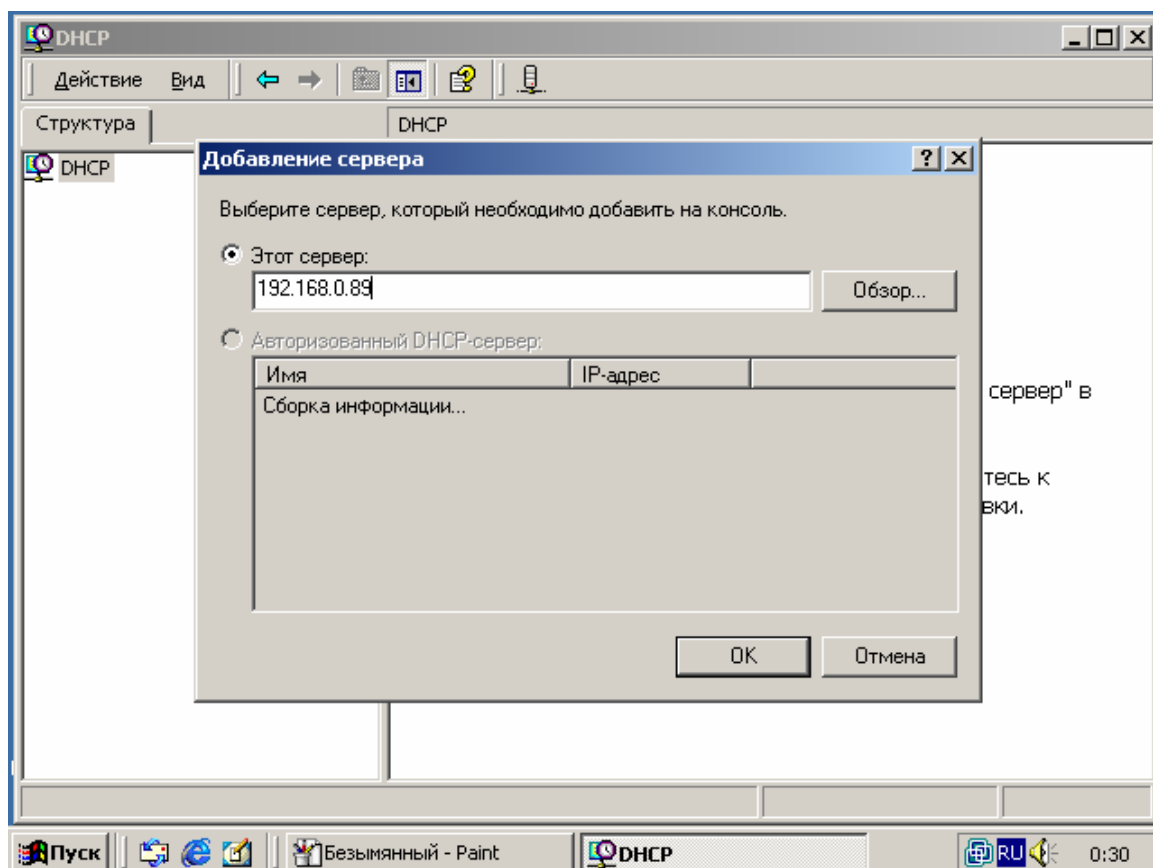 DHCP
Действие Вид
Структура
DHCP
DHCP
Добавление сервера
Выберите сервер, который необходимо добавить на консоль.
Этот сервер:
192.168.0.89
Обзор...
Авторизованный DHCP-сервер:
Имя IP-адрес
Сборка информации...
сервер" в
тесь к
вки.
OK Отмена
Пуск Безымянный - Paint DHCP RU 0:30